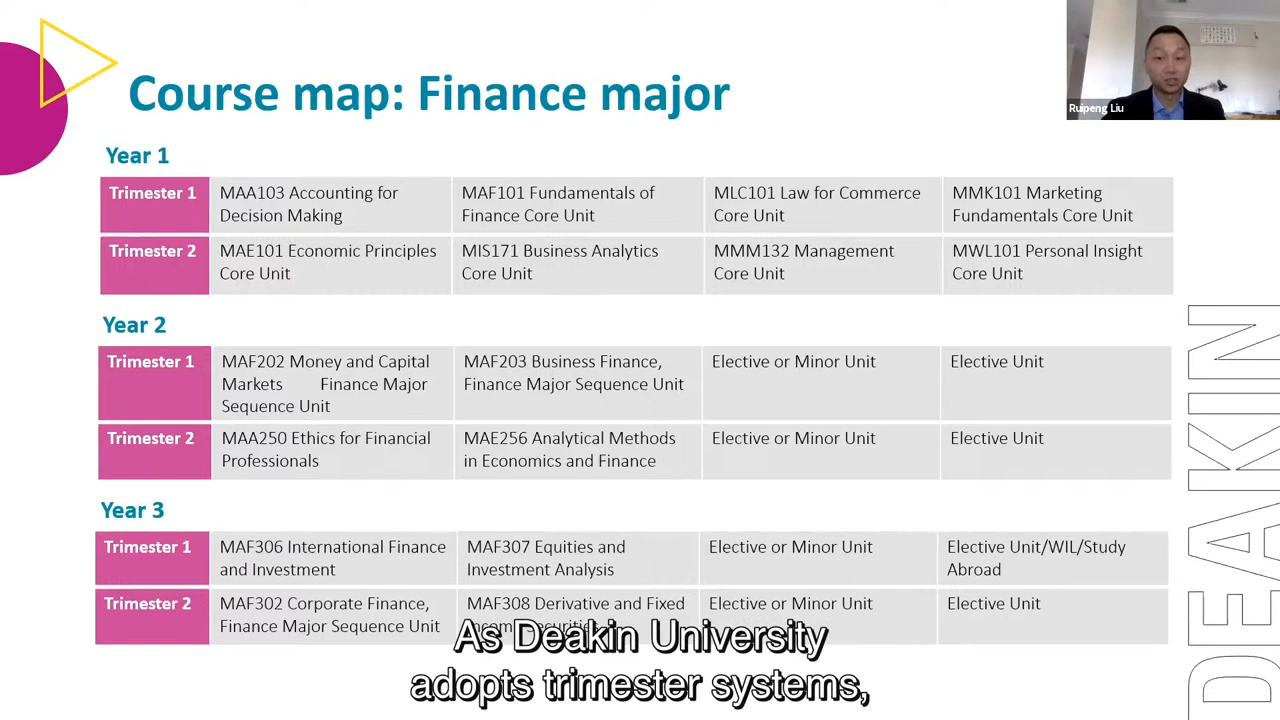 Course map: Finance major
Ruipeng Liu
Year 1
Trimester 1
MAA103 Accounting for
Decision Making
MAF101 Fundamentals of
Finance Core Unit
MLC101 Law for Commerce
Core Unit
MMK101 Marketing
Fundamentals Core Unit
Trimester 2
MAE101 Economic Principles
Core Unit
MIS171 Business Analytics
Core Unit
MMM132 Management
Core Unit
MWL101 Personal Insight
Core Unit
Year 2
Trimester 1
MAF202 Money and Capital
Markets Finance Major
Sequence Unit
MAF203 Business Finance,
Finance Major Sequence Unit
Elective or Minor Unit
Elective Unit
Trimester 2
MAA250 Ethics for Financial
Professionals
MAE256 Analytical Methods
in Economics and Finance
Elective or Minor Unit
Elective Unit
Year 3
Trimester 1
MAF306 International Finance
and Investment
MAF307 Equities and
Investment Analysis
Elective or Minor Unit
Elective Unit/WIL/Study
Abroad
Trimester 2
MAF302 Corporate Finance,
Finance Major Sequence Unit
MAF308 Derivative and Fixed
Elective or Minor Unit
Elective Unit
As Deakin University
adopts trimester systems,
DEAKIN